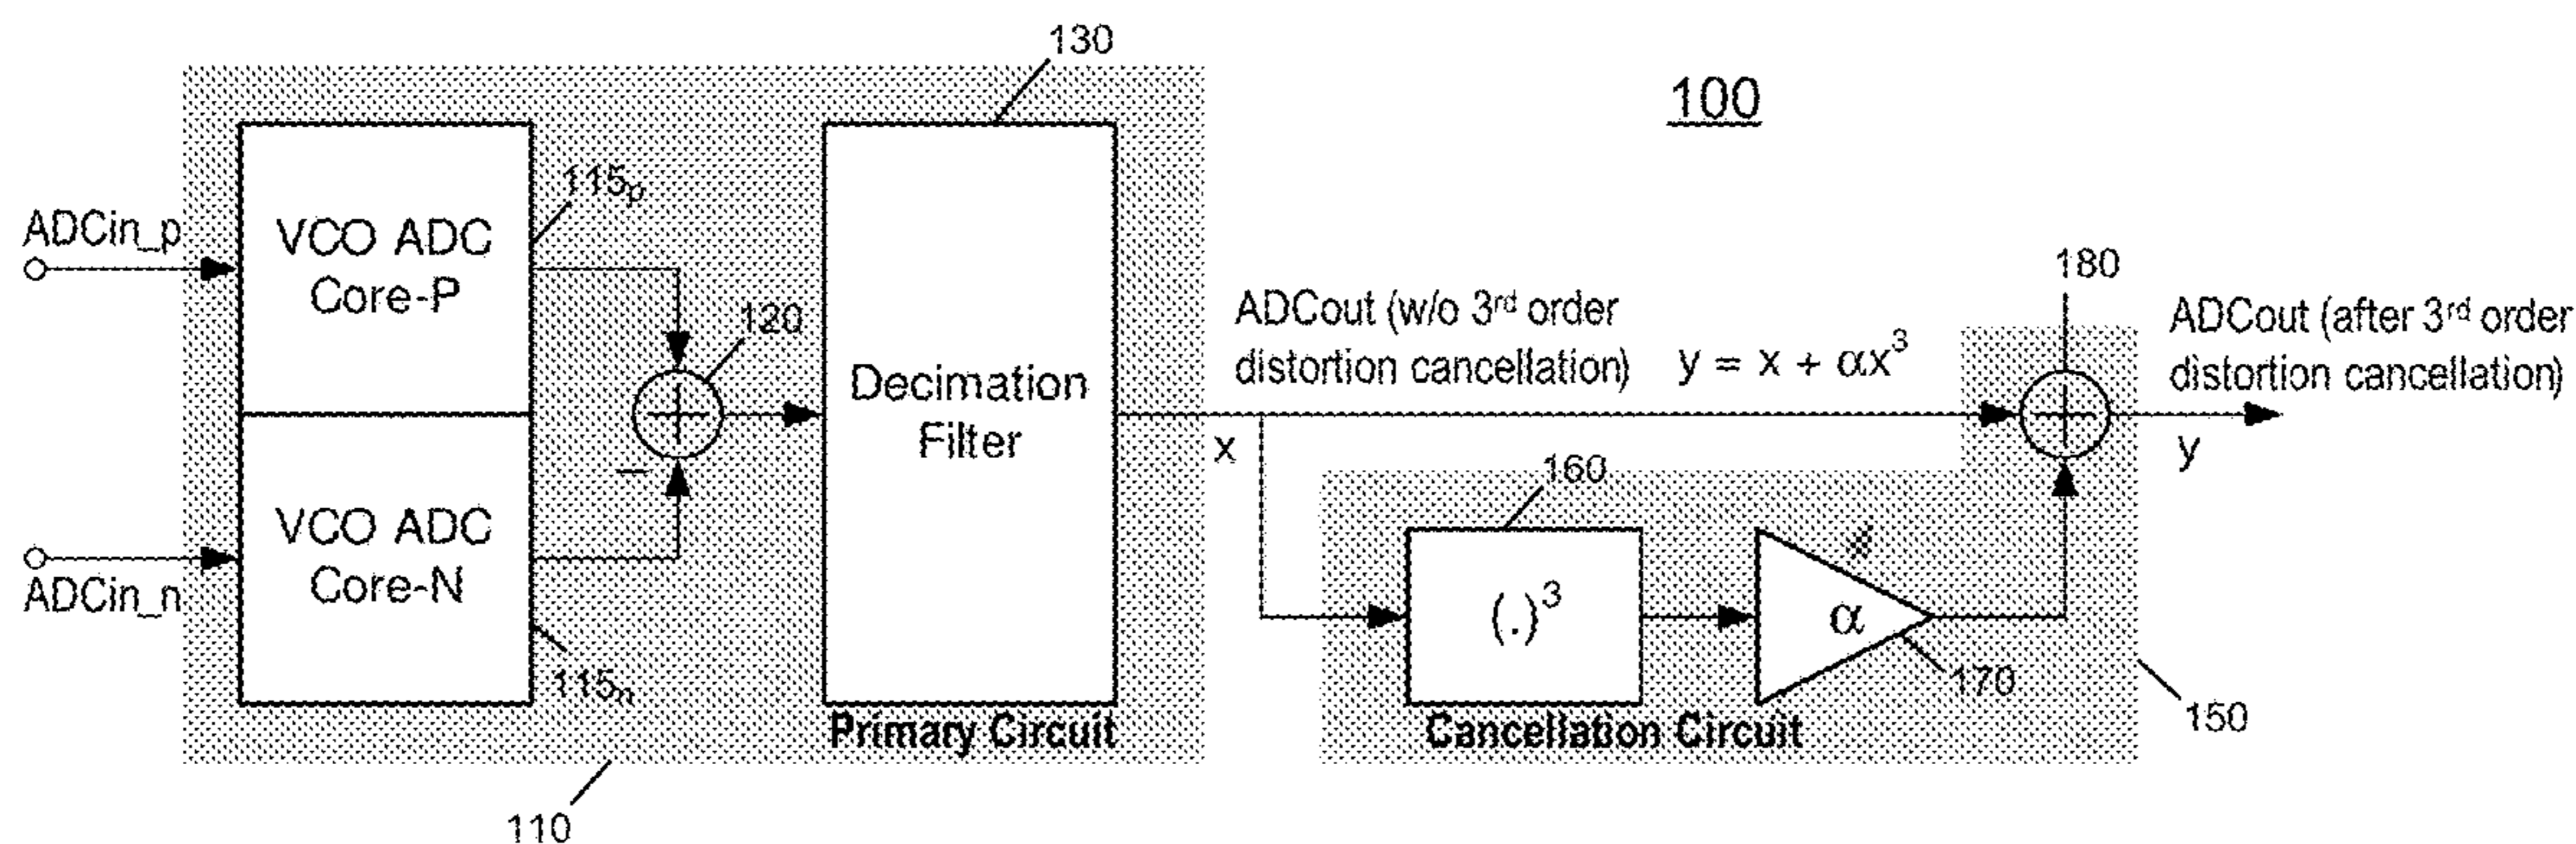 130
100
115p
ADCin_p
VCO ADC
Core-P
120
180
ADCout (w/o 3rd order
distortion cancellation)
y = x + αx³
ADCout (after 3rd order
distortion cancellation)
Decimation
Filter
x
y
160
VCO ADC
Core-N
ADCin_n
(.)³
α
170
115n
Primary Circuit
Cancellation Circuit
150
110